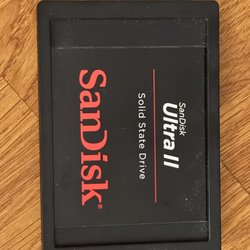 SanDisk
Ultra II
Solid State Drive
SanDisk®